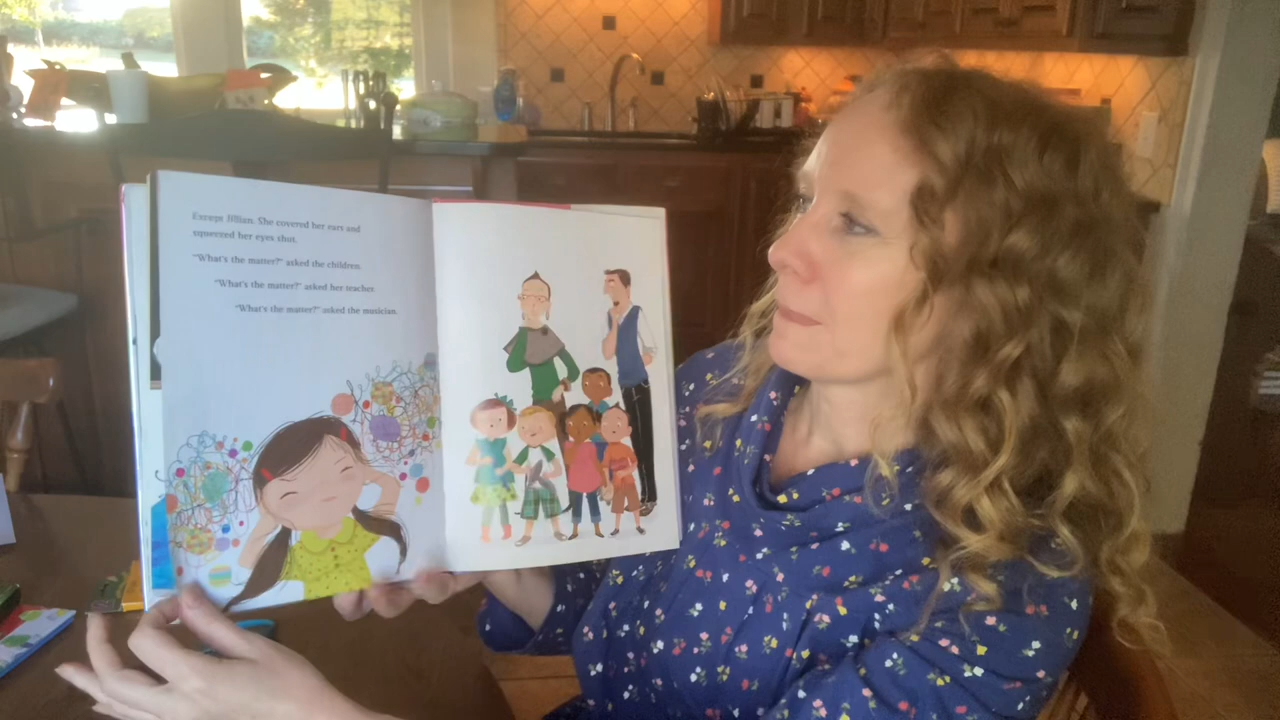 Except Jillian. She covered her ears and
squeezed her eyes shut.
"What's the matter?" asked the children.
"What's the matter?" asked her teacher.
"What's the matter?" asked the musician.